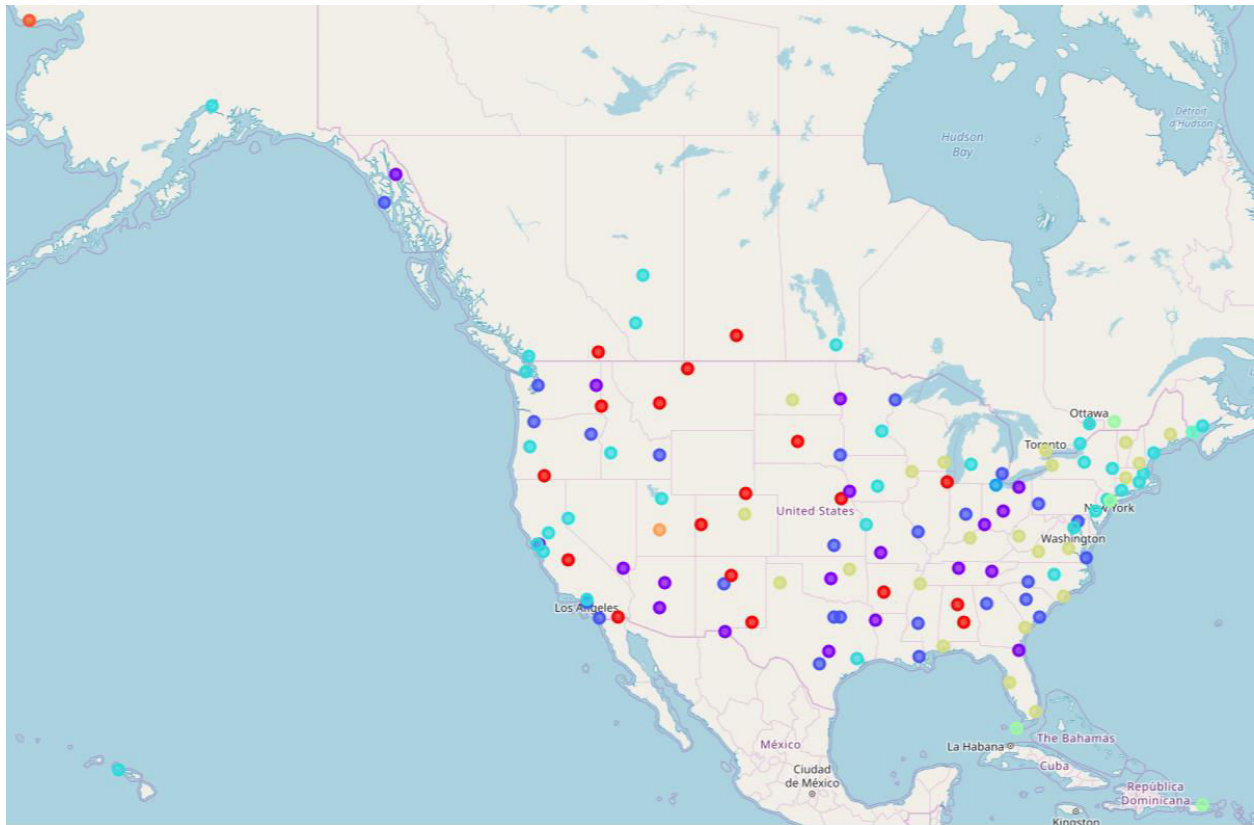 Détroit
d'Hudson
Hudson
Bay
Ottawa
Toronto
United States
New York
Washington
Los Angeles
La Habana
The Bahamas
México
Cuba
Ciudad
de México
República
Dominicana
Kingston